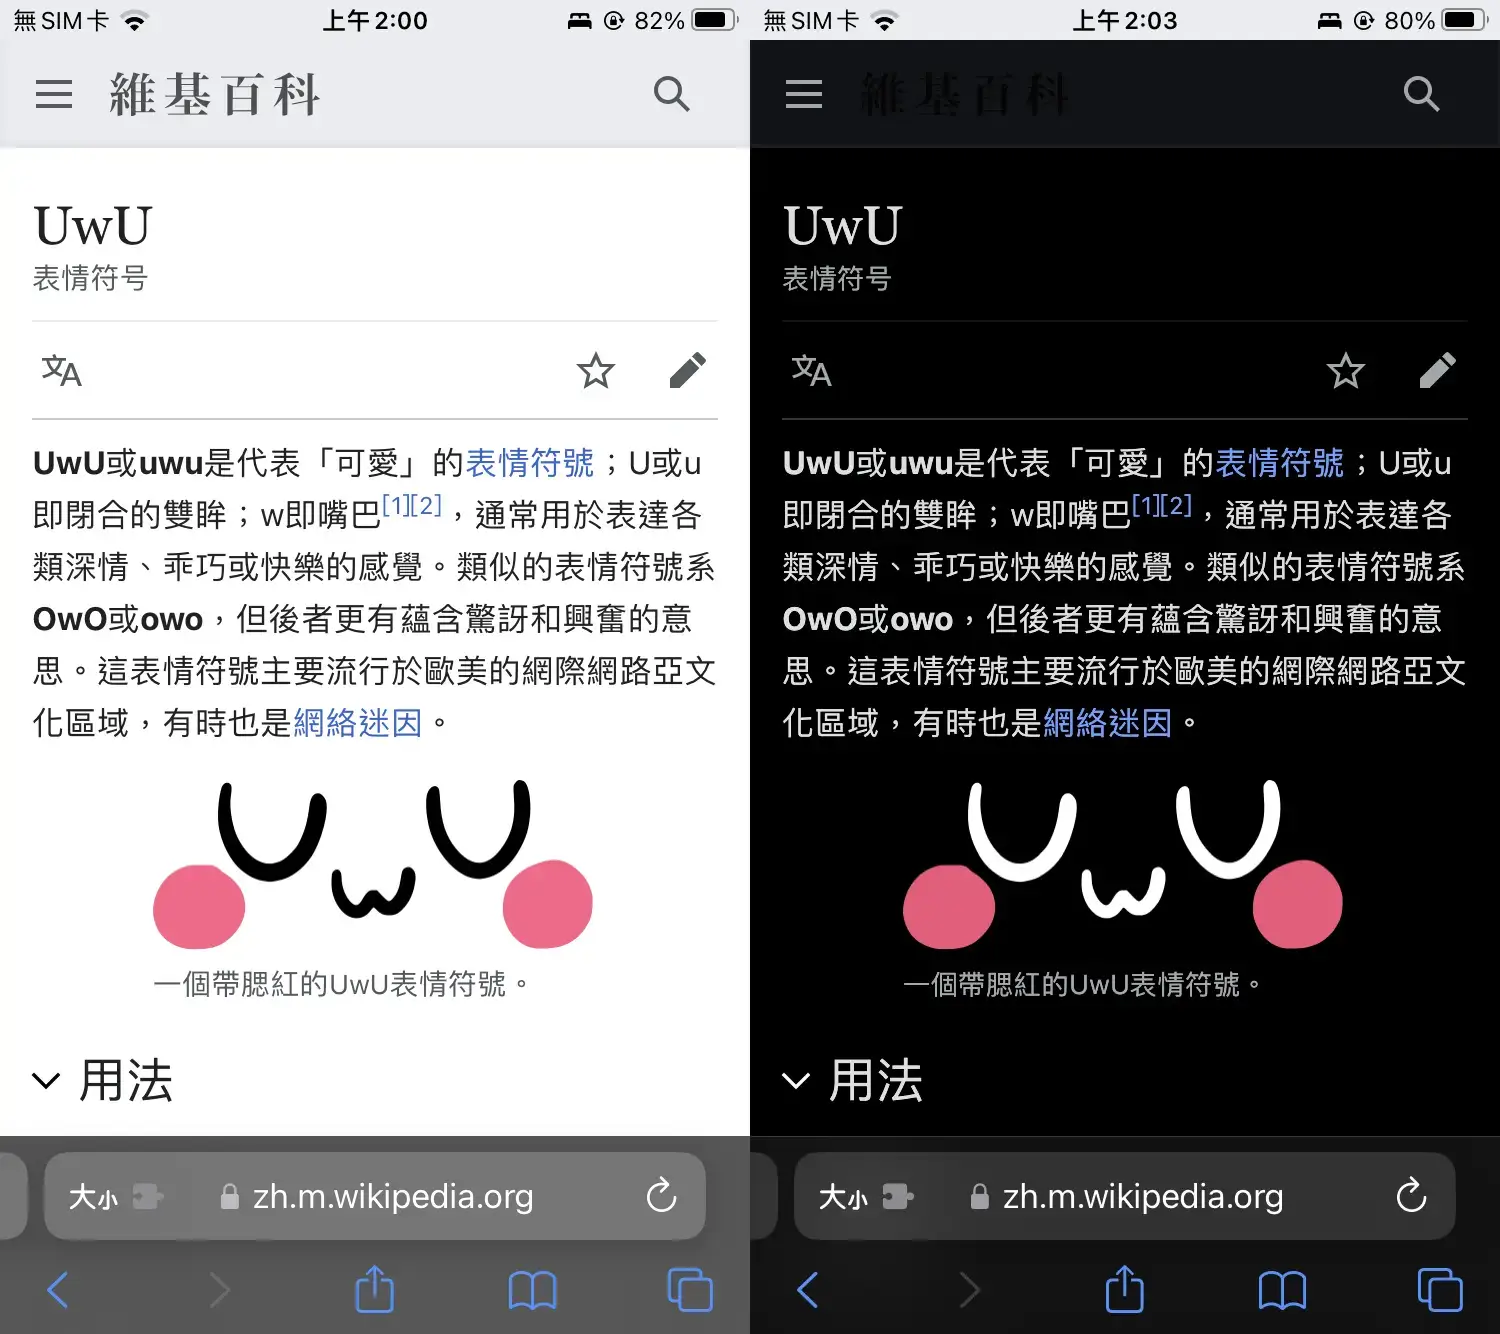 無SIM卡 上午2:00 82%
維基百科
UwU
表情符号
文A
UwU或uwu是代表「可愛」的表情符號；U或u
即閉合的雙眸；w即嘴巴[1][2]，通常用於表達各
類深情、乖巧或快樂的感覺。類似的表情符號系
OwO或owo，但後者更有蘊含驚訝和興奮的意
思。這表情符號主要流行於歐美的網際網路亞文
化區域，有時也是網絡迷因。
一個帶腮紅的UwU表情符號。
用法
大小 zh.m.wikipedia.org
無SIM卡 上午2:03 80%
維基百科
UwU
表情符号
文A
UwU或uwu是代表「可愛」的表情符號；U或u
即閉合的雙眸；w即嘴巴[1][2]，通常用於表達各
類深情、乖巧或快樂的感覺。類似的表情符號系
OwO或owo，但後者更有蘊含驚訝和興奮的意
思。這表情符號主要流行於歐美的網際網路亞文
化區域，有時也是網絡迷因。
一個帶腮紅的UwU表情符號。
用法
大小 zh.m.wikipedia.org